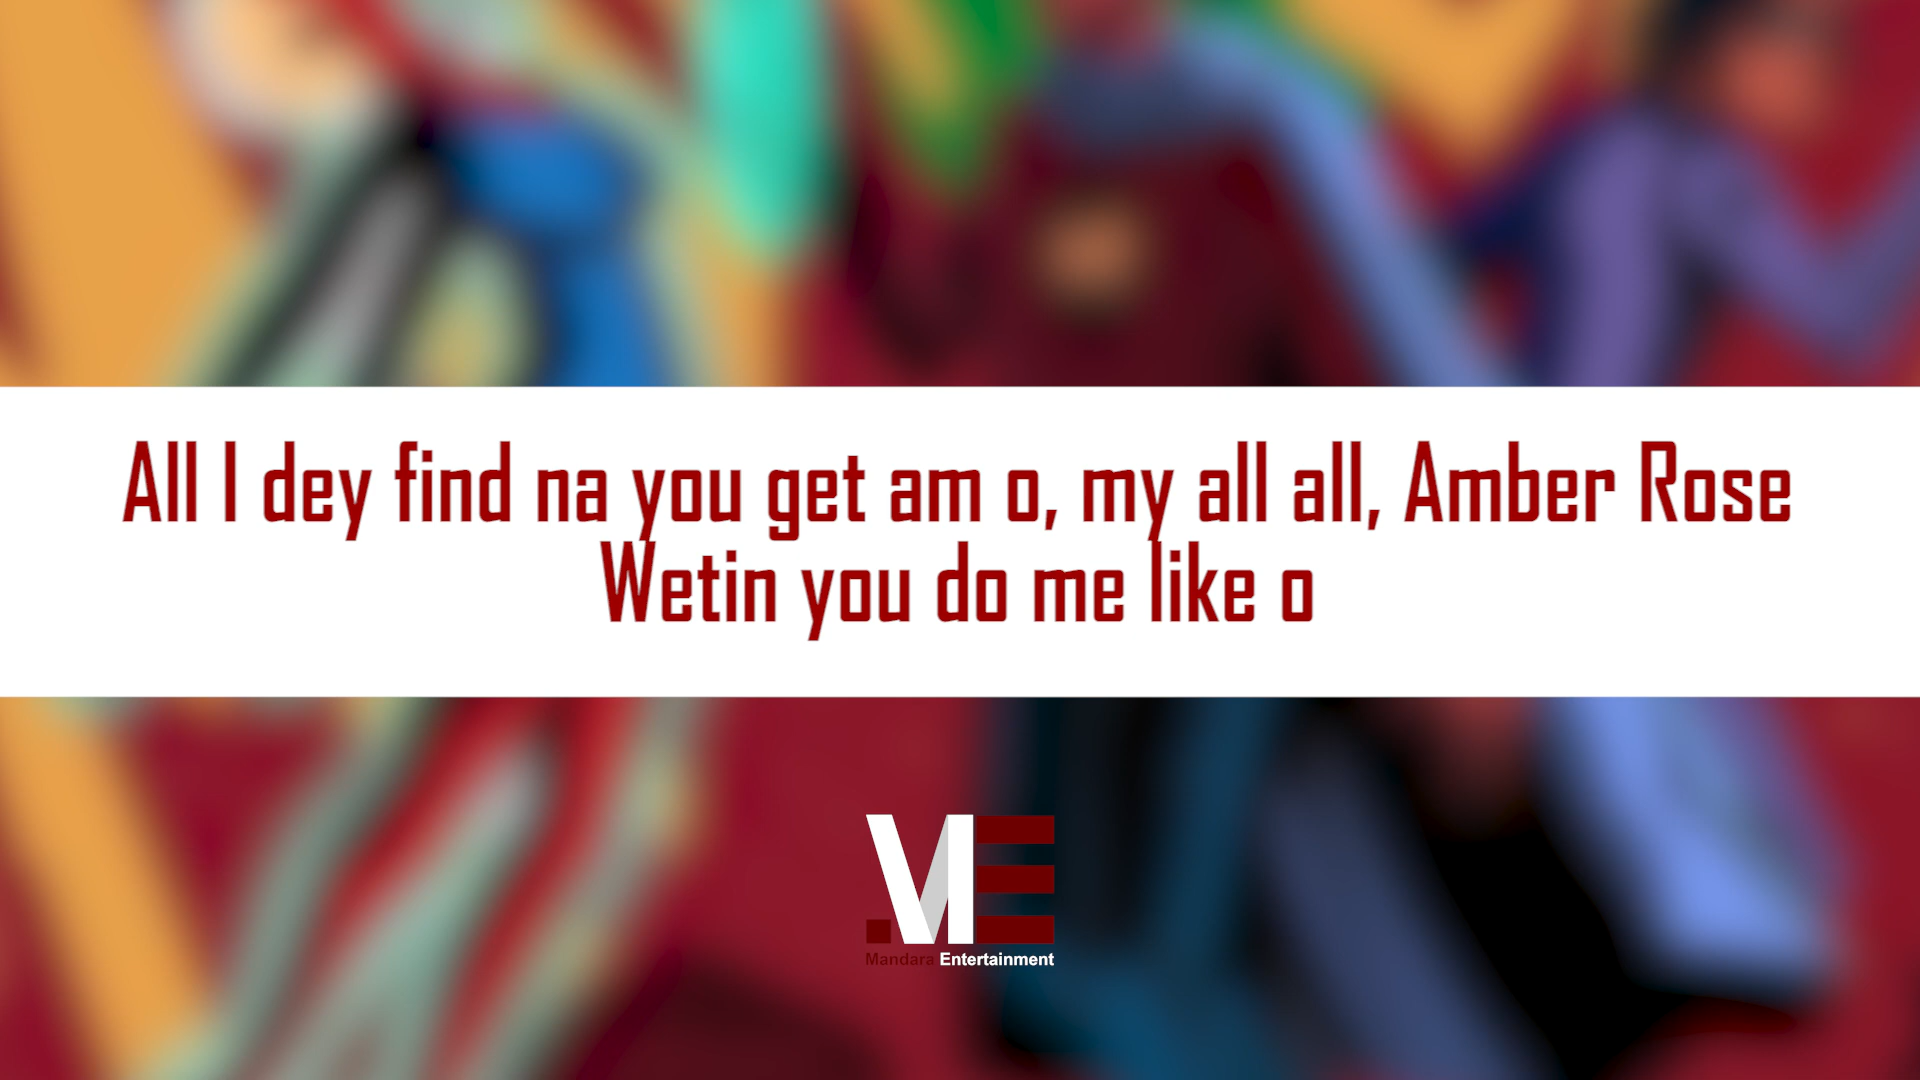 All I dey find na you get am o, my all all, Amber Rose
Wetin you do me like o
ME
Mandara Entertainment